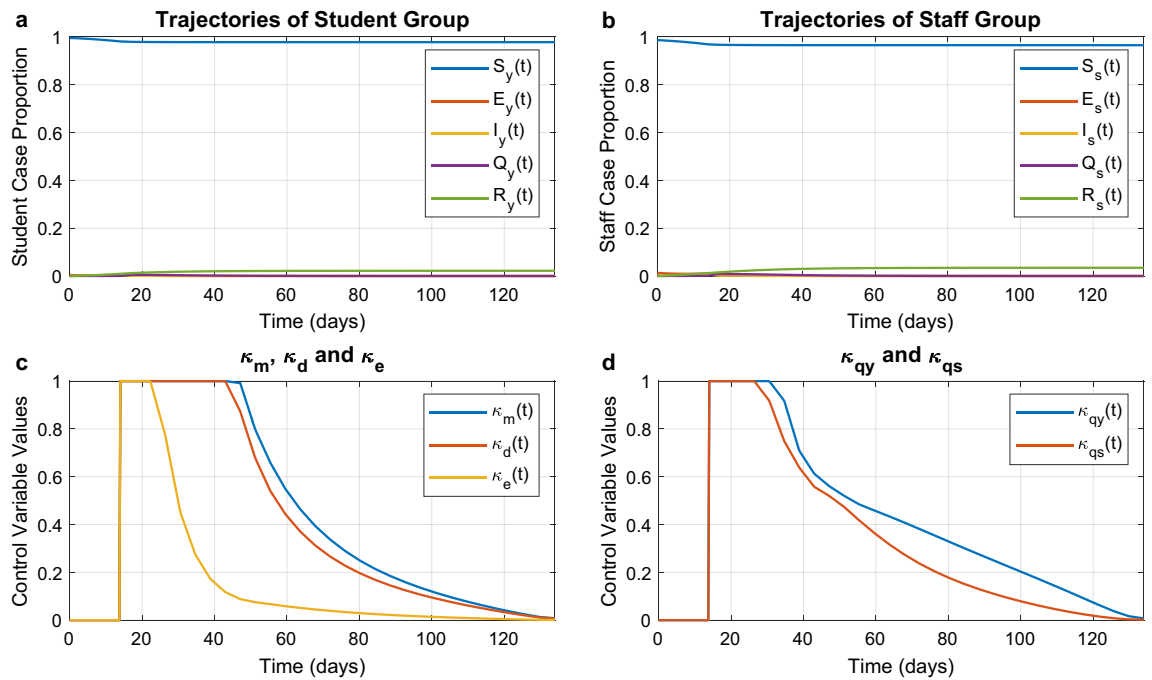 a
Trajectories of Student Group
Student Case Proportion
1
0.8
0.6
0.4
0.2
0
0 20 40 60 80 100 120
Time (days)
S_y(t)
E_y(t)
I_y(t)
Q_y(t)
R_y(t)
b
Trajectories of Staff Group
Staff Case Proportion
1
0.8
0.6
0.4
0.2
0
0 20 40 60 80 100 120
Time (days)
S_s(t)
E_s(t)
I_s(t)
Q_s(t)
R_s(t)
c
κ_m, κ_d and κ_e
Control Variable Values
1
0.8
0.6
0.4
0.2
0
0 20 40 60 80 100 120
Time (days)
κ_m(t)
κ_d(t)
κ_e(t)
d
κ_qy and κ_qs
Control Variable Values
1
0.8
0.6
0.4
0.2
0
0 20 40 60 80 100 120
Time (days)
κ_qy(t)
κ_qs(t)